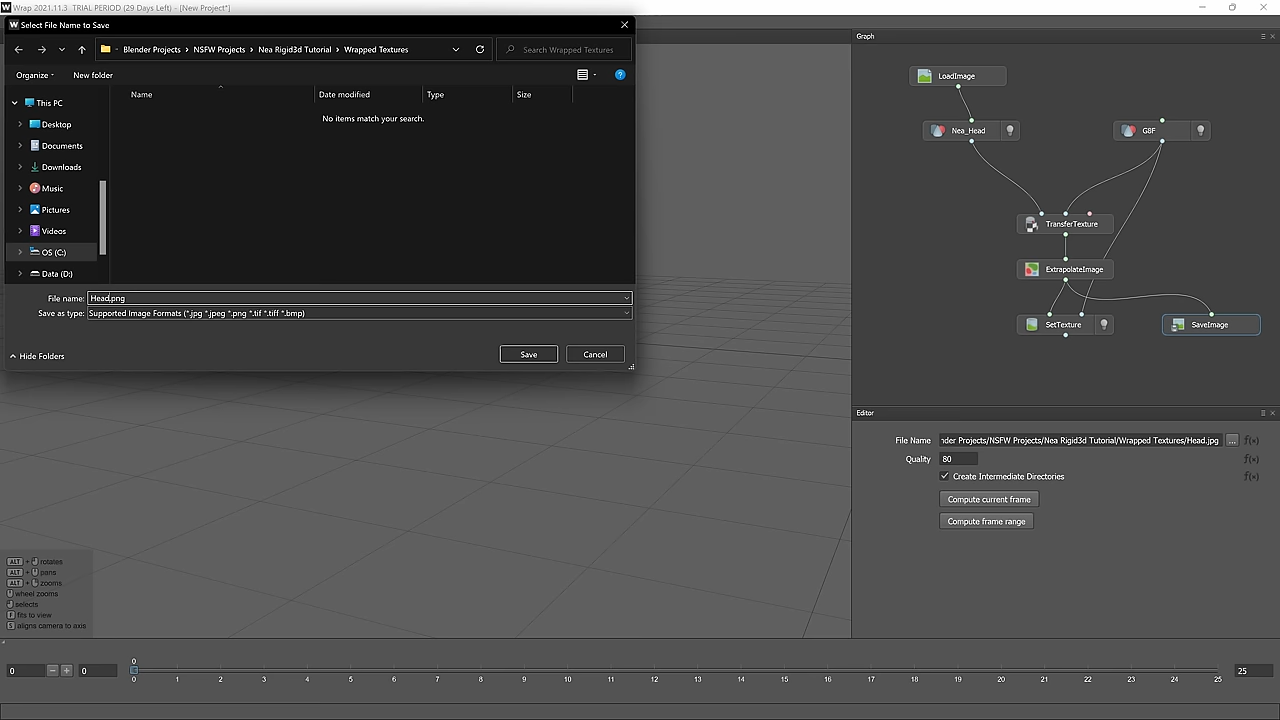 Wrap 2021.11.3 TRIAL PERIOD (29 Days Left) - [New Project*]
Select File Name to Save
Blender Projects › NSFW Projects › Nea Rigid3d Tutorial › Wrapped Textures
Search Wrapped Textures
Organize
New folder
Name
Date modified
Type
Size
No items match your search.
This PC
Desktop
Documents
Downloads
Music
Pictures
Videos
OS (C:)
Data (D:)
File name: Head.png
Save as type: Supported Image Formats (*.jpg *.jpeg *.png *.tif *.tiff *.bmp)
Hide Folders
Save
Cancel
Graph
LoadImage
Nea_Head
G8F
TransferTexture
ExtrapolateImage
SetTexture
SaveImage
Editor
File Name
nder Projects/NSFW Projects/Nea Rigid3d Tutorial/Wrapped Textures/Head.jpg
...
f(×)
Quality
80
f(×)
Create Intermediate Directories
f(×)
Compute current frame
Compute frame range
ALT + rotates
ALT + pans
ALT + zooms
wheel zooms
selects
F fits to view
S aligns camera to axis
0
0
0
0 1 2 3 4 5 6 7 8 9 10 11 12 13 14 15 16 17 18 19 20 21 22 23 24 25
25